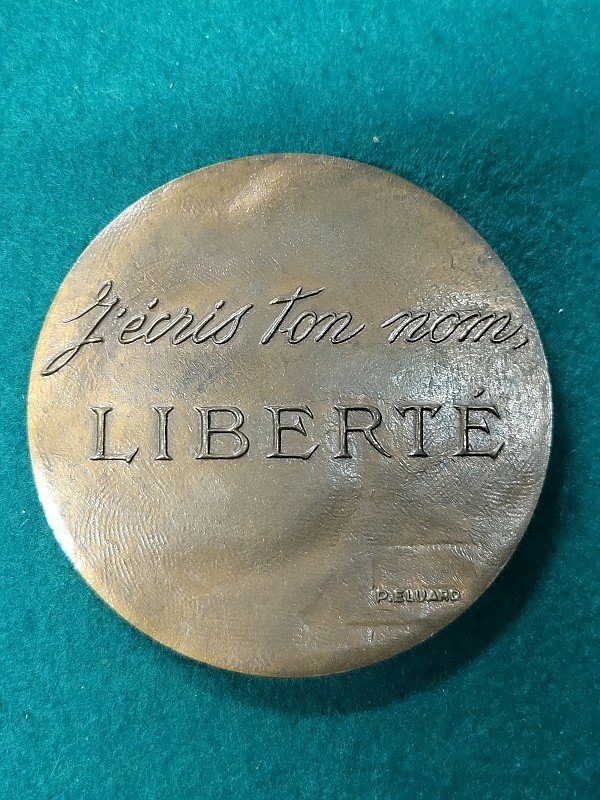 J'écris ton nom,
LIBERTÉ
P.ELUARD